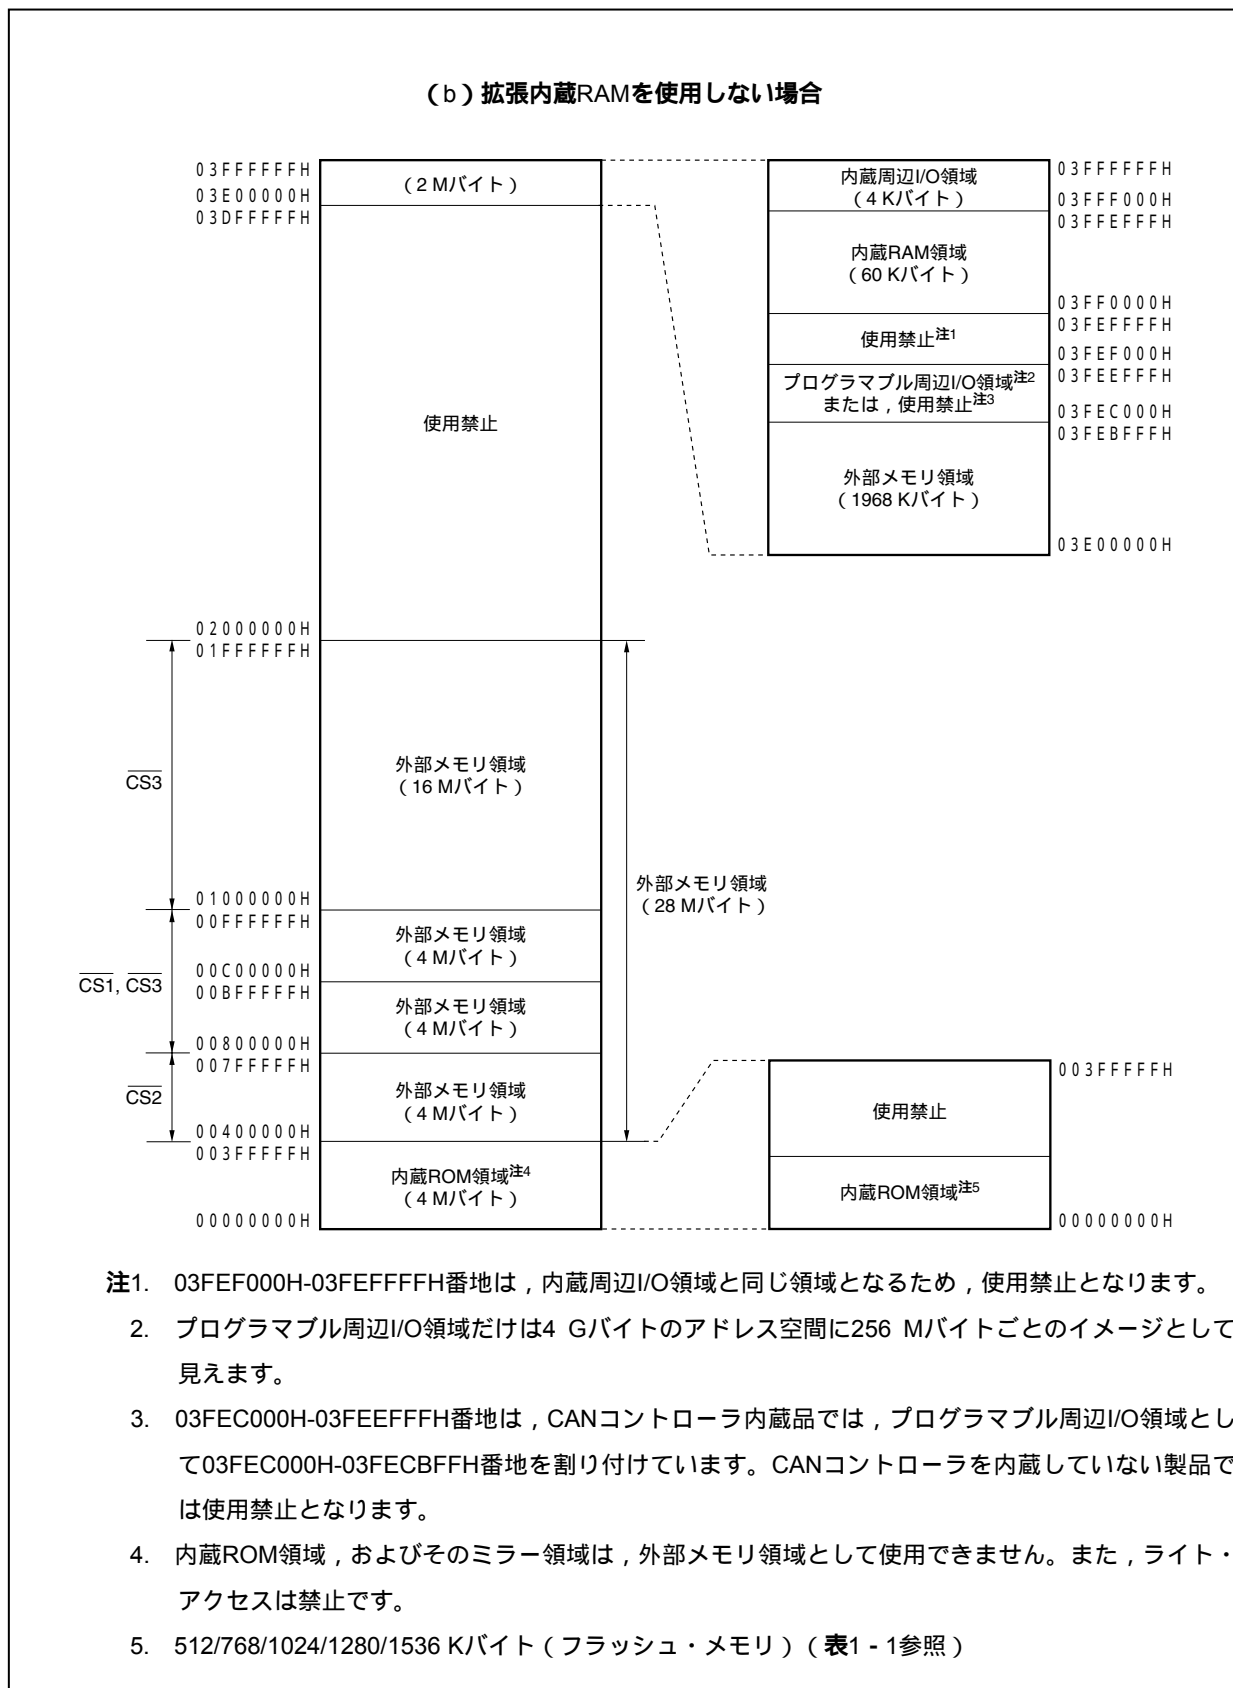 （b）拡張内蔵RAMを使用しない場合
03FFFFFFH
03E00000H
03DFFFFFH
（2 Mバイト）
使用禁止
02000000H
01FFFFFFH
外部メモリ領域
（16 Mバイト）
CS3
01000000H
00FFFFFFH
外部メモリ領域
（4 Mバイト）
00C00000H
00BFFFFFH
CS1, CS3
外部メモリ領域
（4 Mバイト）
00800000H
007FFFFFH
外部メモリ領域
（4 Mバイト）
CS2
00400000H
003FFFFFH
内蔵ROM領域注4
（4 Mバイト）
00000000H
外部メモリ領域
（28 Mバイト）
内蔵周辺I/O領域
（4 Kバイト）
03FFFFFFH
03FFF000H
03FFEFFFH
内蔵RAM領域
（60 Kバイト）
03FF0000H
03FEFFFFH
使用禁止注1
03FEF000H
03FEEFFFH
プログラマブル周辺I/O領域注2
または，使用禁止注3
03FEC000H
03FEBFFFH
外部メモリ領域
（1968 Kバイト）
03E00000H
003FFFFFH
使用禁止
内蔵ROM領域注5
00000000H
注1. 03FEF000H-03FEFFFFH番地は，内蔵周辺I/O領域と同じ領域となるため，使用禁止となります。
2. プログラマブル周辺I/O領域だけは4 Gバイトのアドレス空間に256 Mバイトごとのイメージとして
見えます。
3. 03FEC000H-03FEEFFFH番地は，CANコントローラ内蔵品では，プログラマブル周辺I/O領域とし
て03FEC000H-03FECBFFH番地を割り付けています。CANコントローラを内蔵していない製品で
は使用禁止となります。
4. 内蔵ROM領域，およびそのミラー領域は，外部メモリ領域として使用できません。また，ライト・
アクセスは禁止です。
5. 512/768/1024/1280/1536 Kバイト（フラッシュ・メモリ）（表1 - 1参照）